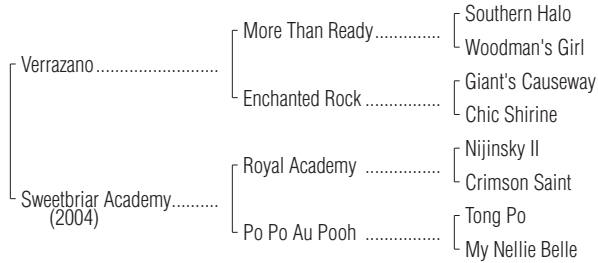 Southern Halo
More Than Ready..............
Woodman's Girl
Verrazano..........................
Giant's Causeway
Enchanted Rock ................
Chic Shirine
Nijinsky II
Royal Academy ................
Crimson Saint
Sweetbriar Academy..........
(2004)
Tong Po
Po Po Au Pooh ................
My Nellie Belle